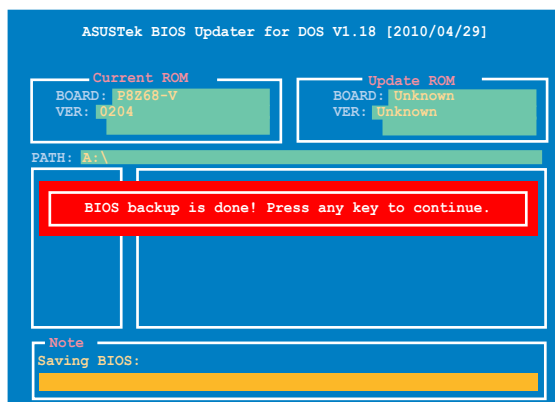 ASUSTek BIOS Updater for DOS V1.18 [2010/04/29]
Current ROM
BOARD: P8Z68-V
VER: 0204
Update ROM
BOARD: Unknown
VER: Unknown
PATH: A:\
BIOS backup is done! Press any key to continue.
Note
Saving BIOS: